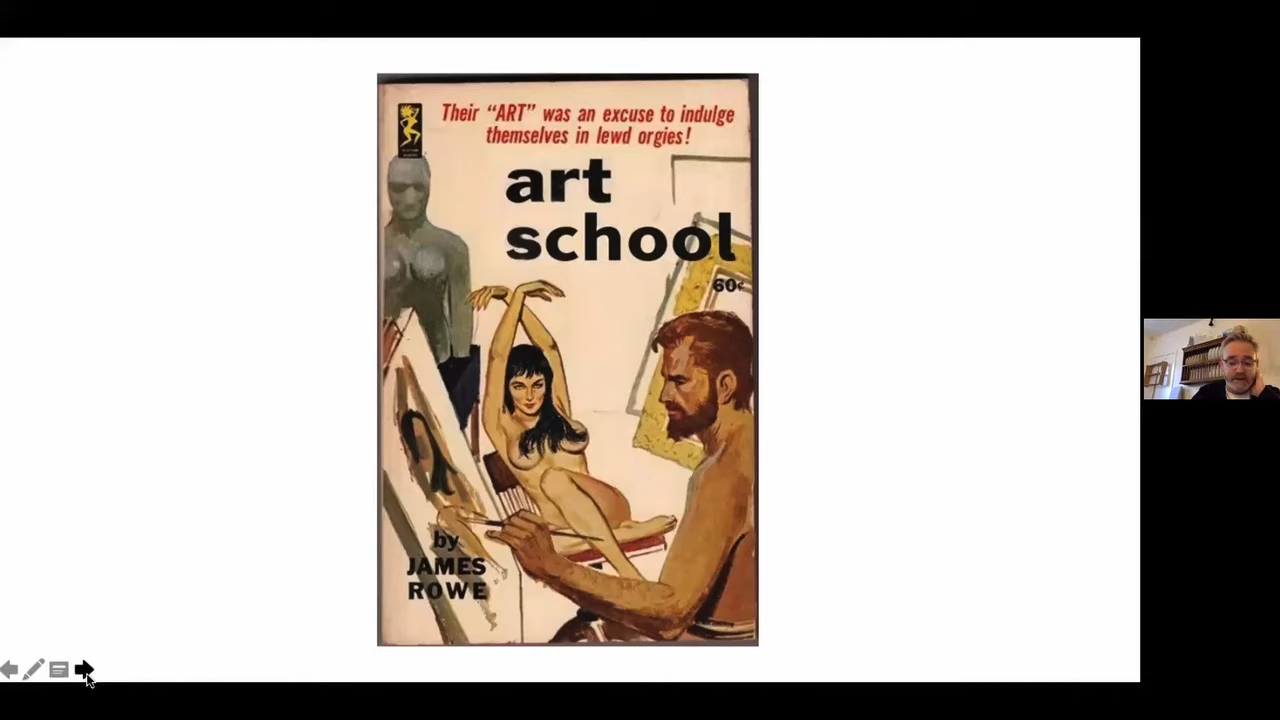 Their “ART” was an excuse to indulge
themselves in lewd orgies!
art
school
60¢
by
JAMES
ROWE